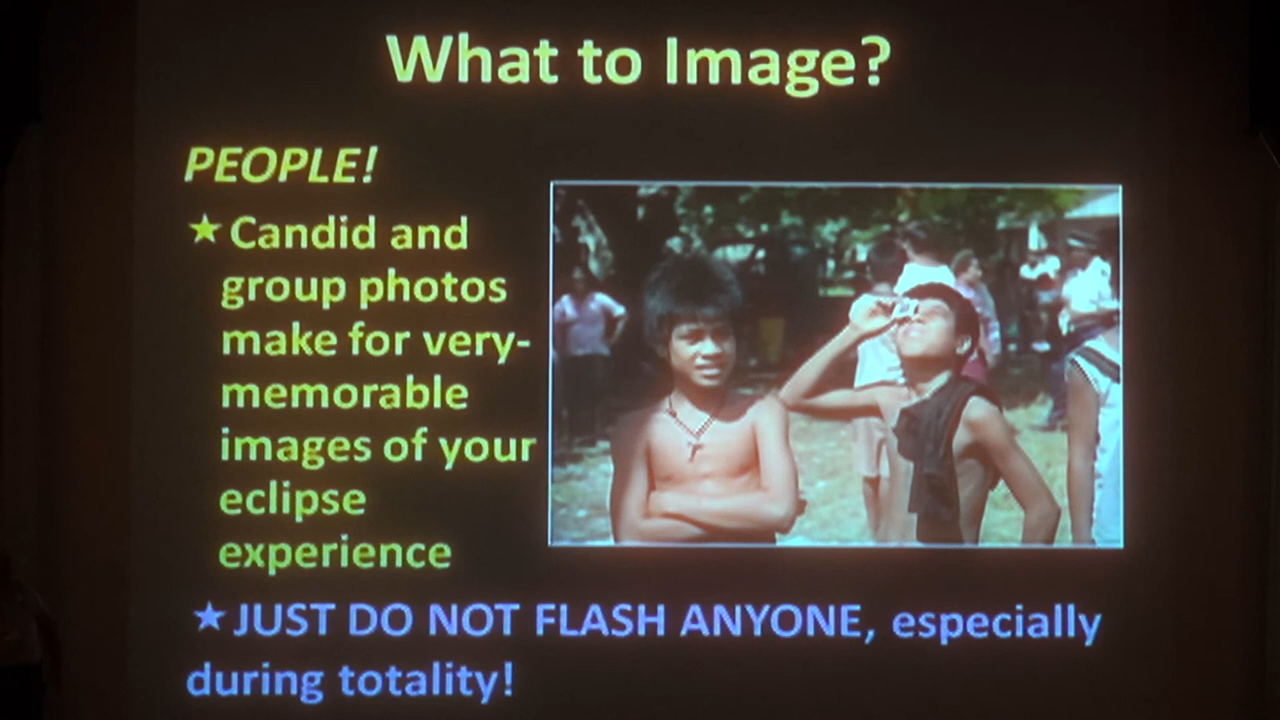 What to Image?
PEOPLE!
★ Candid and
group photos
make for very-
memorable
images of your
eclipse
experience
★ JUST DO NOT FLASH ANYONE, especially
during totality!